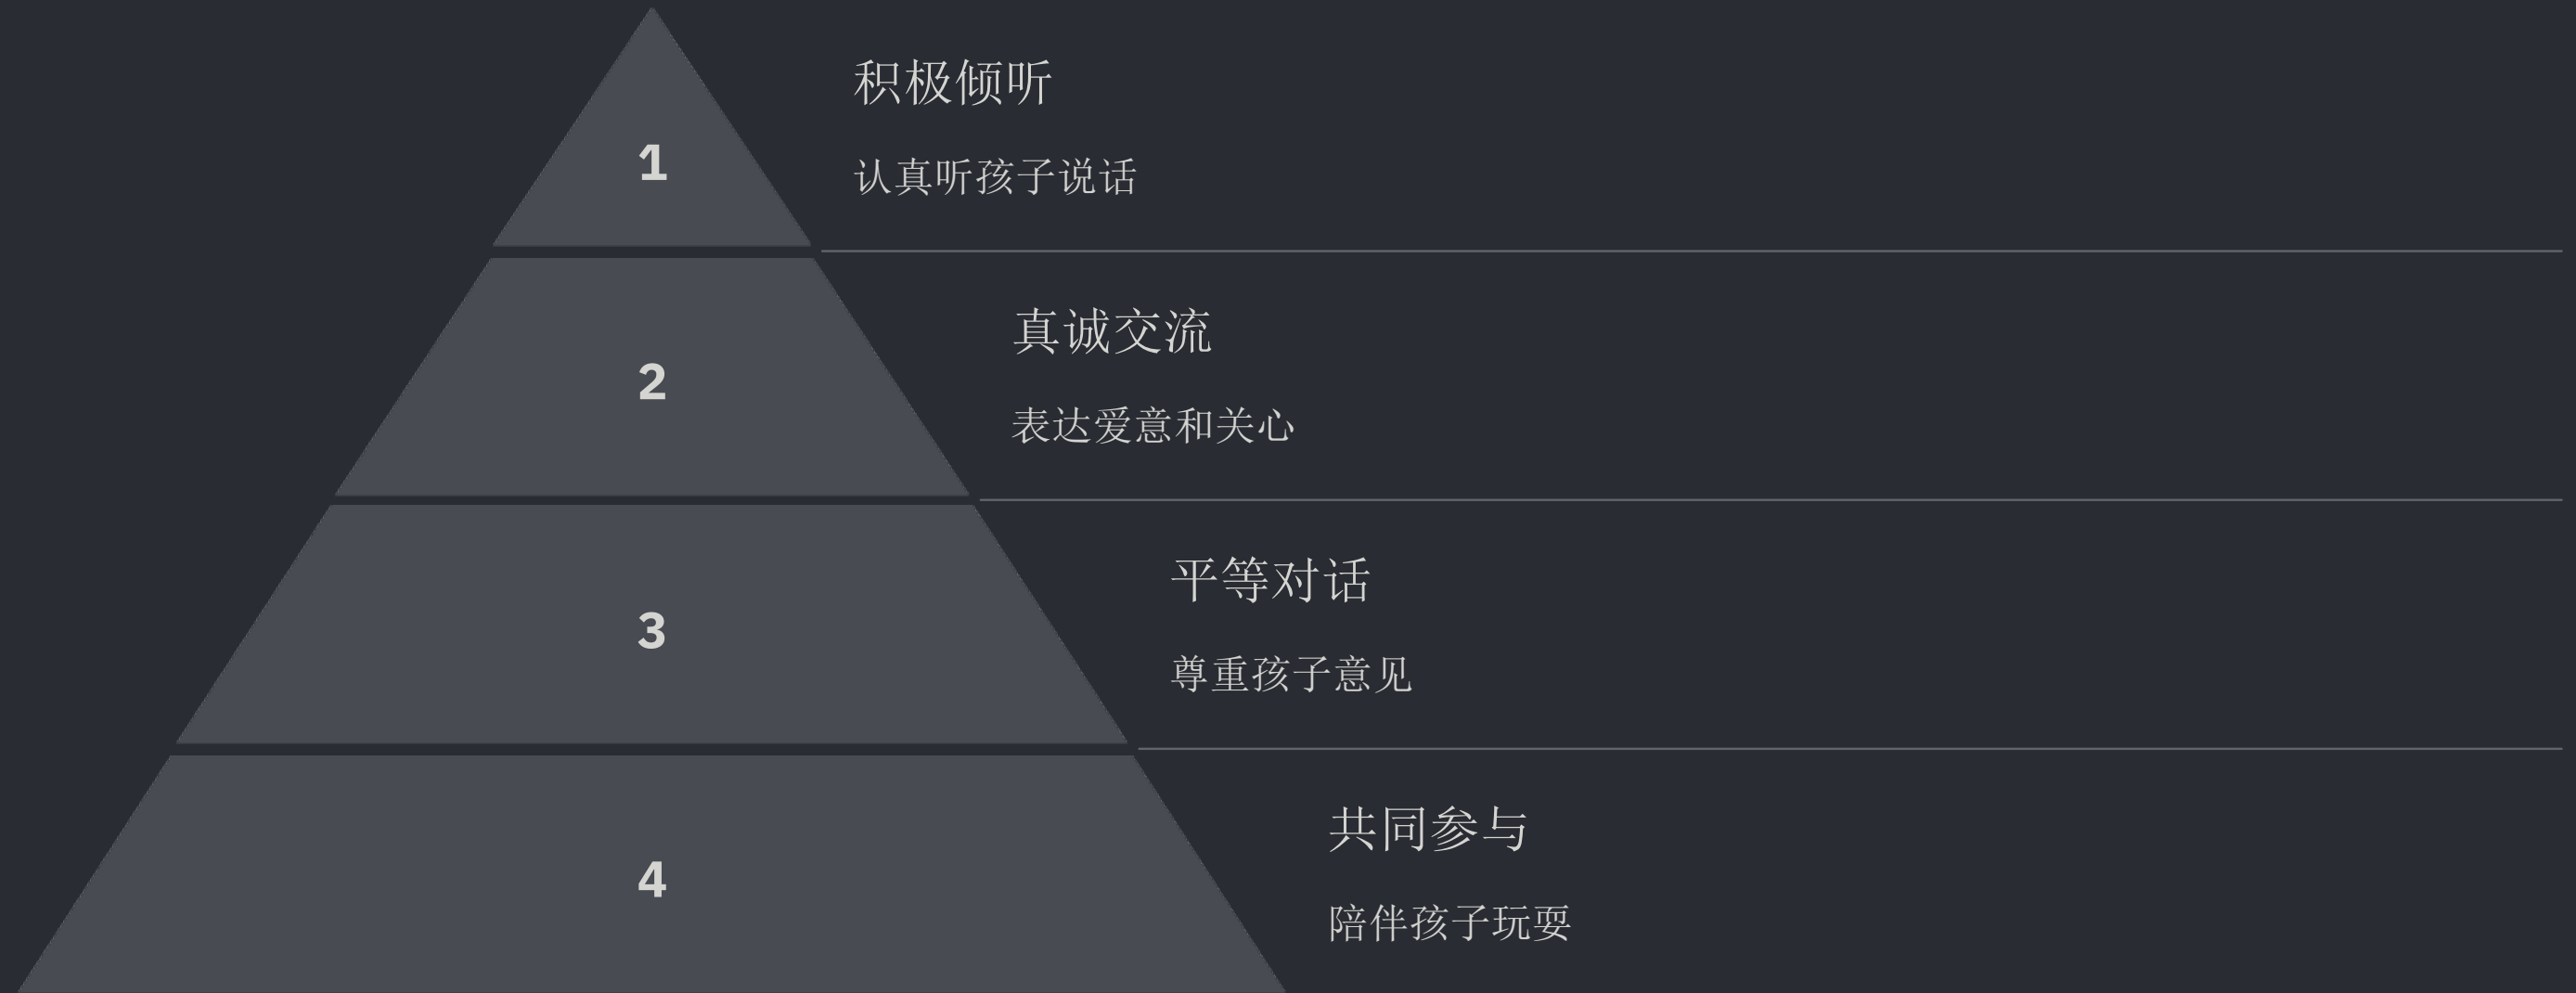 1
积极倾听
认真听孩子说话
2
真诚交流
表达爱意和关心
3
平等对话
尊重孩子意见
4
共同参与
陪伴孩子玩耍